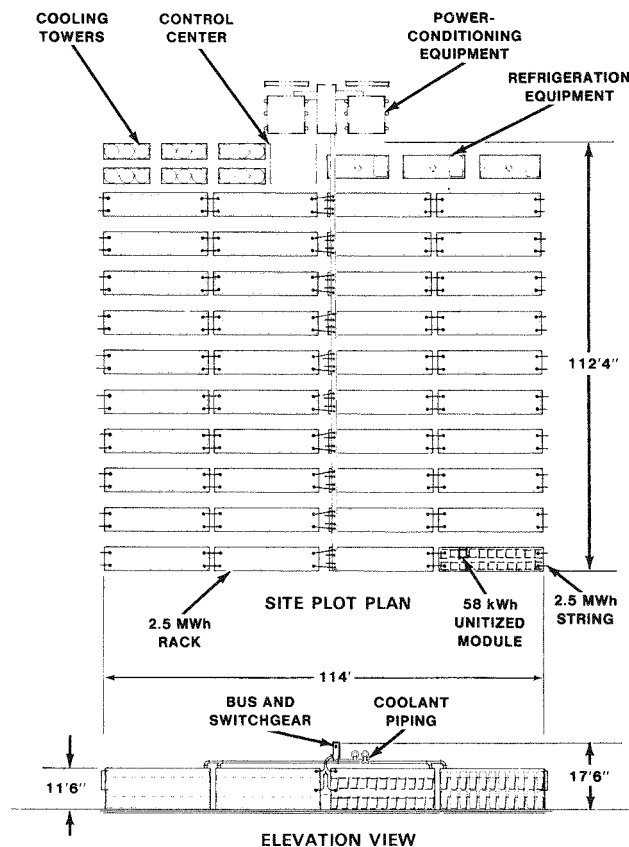 COOLING
TOWERS
CONTROL
CENTER
POWER-
CONDITIONING
EQUIPMENT
REFRIGERATION
EQUIPMENT
112'4"
SITE PLOT PLAN
2.5 MWh
RACK
58 kWh
UNITIZED
MODULE
2.5 MWh
STRING
114'
BUS AND
SWITCHGEAR
COOLANT
PIPING
11'6"
17'6"
ELEVATION VIEW